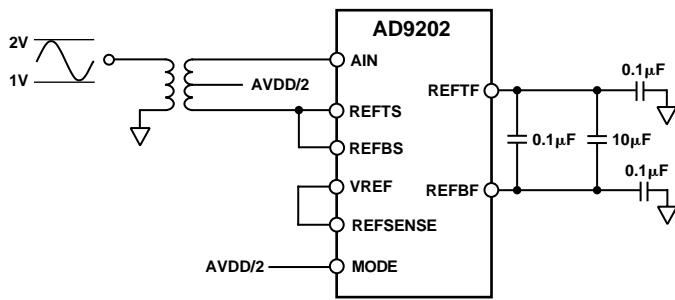 AD9202
2V
1V
AIN
AVDD/2
REFTS
REFBS
VREF
REFSENSE
AVDD/2
MODE
REFTF
REFBF
0.1µF
0.1µF
10µF
0.1µF